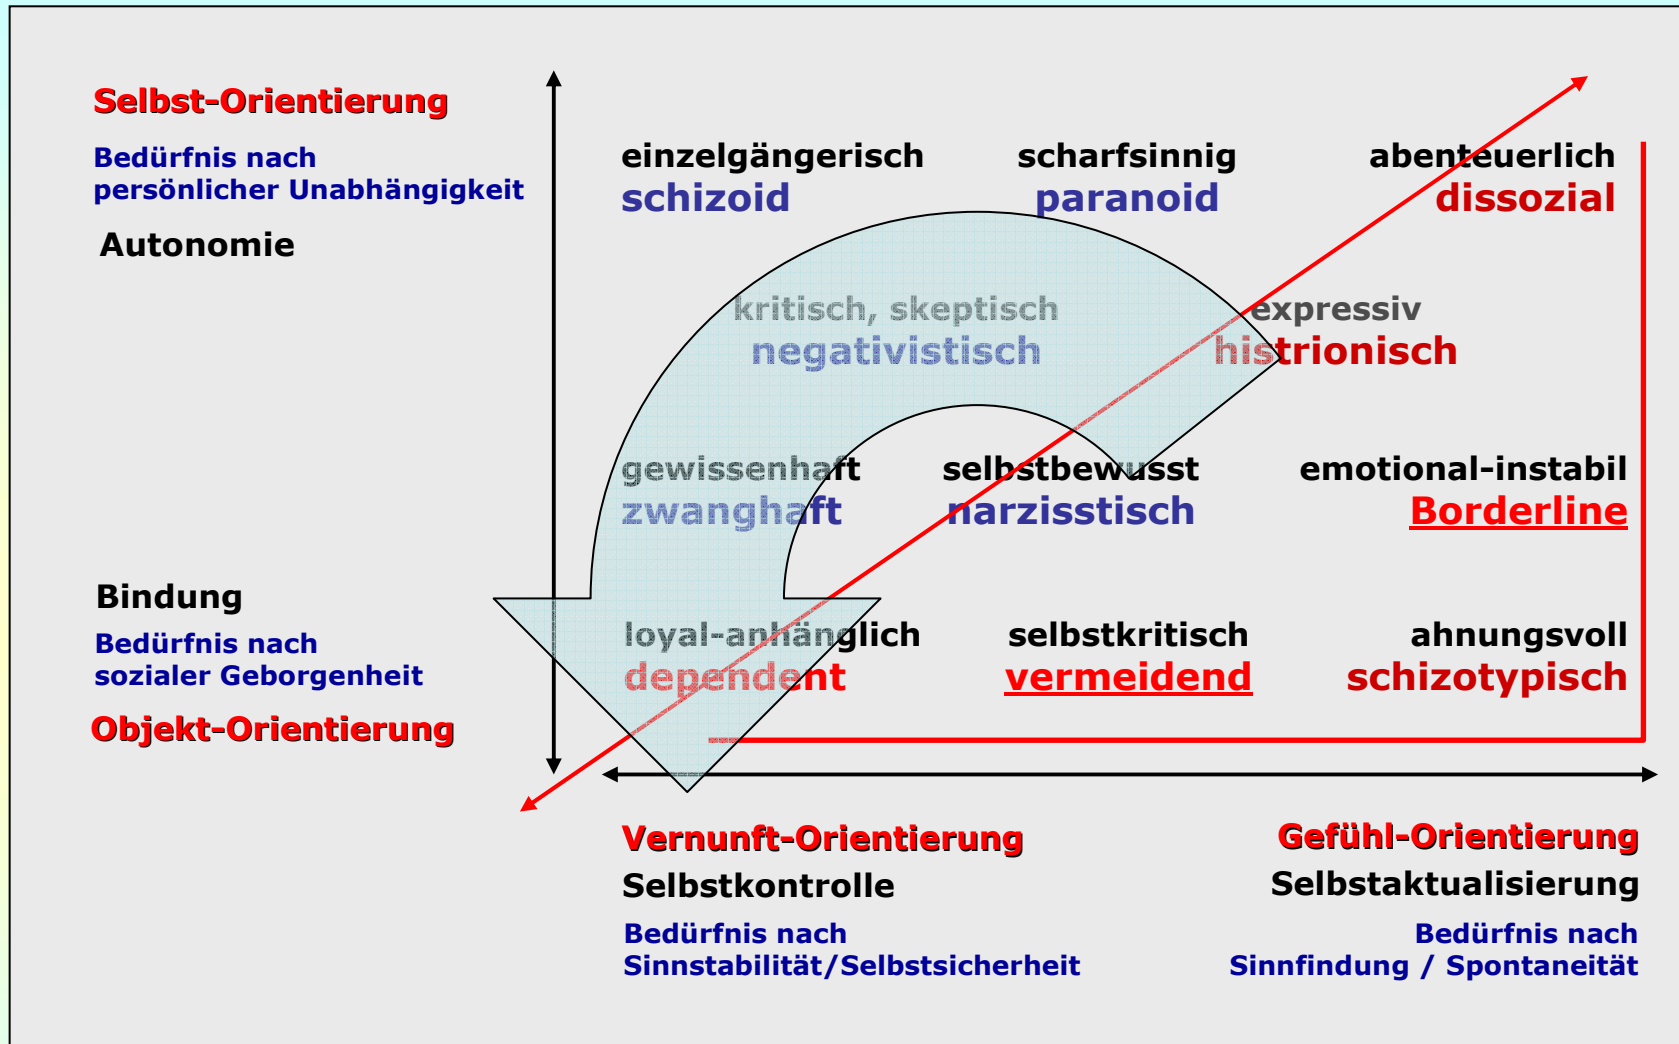 Selbst-Orientierung
Bedürfnis nach
persönlicher Unabhängigkeit
Autonomie
einzelgängerisch scharfsinnig abenteuerlich
schizoid paranoid dissozial
kritisch, skeptisch expressiv
negativistisch histrionisch
gewissenhaft selbstbewusst emotional-instabil
zwanghaft narzisstisch Borderline
Bindung
Bedürfnis nach
sozialer Geborgenheit
Objekt-Orientierung
loyal-anhänglich selbstkritisch ahnungsvoll
dependent vermeidend schizotypisch
Vernunft-Orientierung
Selbstkontrolle
Bedürfnis nach
Sinnstabilität/Selbstsicherheit
Gefühl-Orientierung
Selbstaktualisierung
Bedürfnis nach
Sinnfindung / Spontaneität